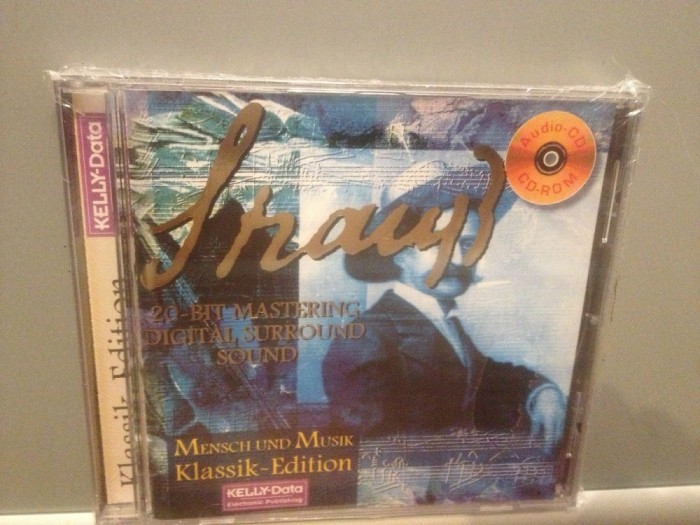 KELLY-Data
Klassik-Edition
Strauß
Audio-CD
CD-ROM
20-BIT MASTERING
DIGITAL SURROUND
SOUND
MENSCH UND MUSIK
Klassik-Edition
KELLY-Data
Electronic Publishing